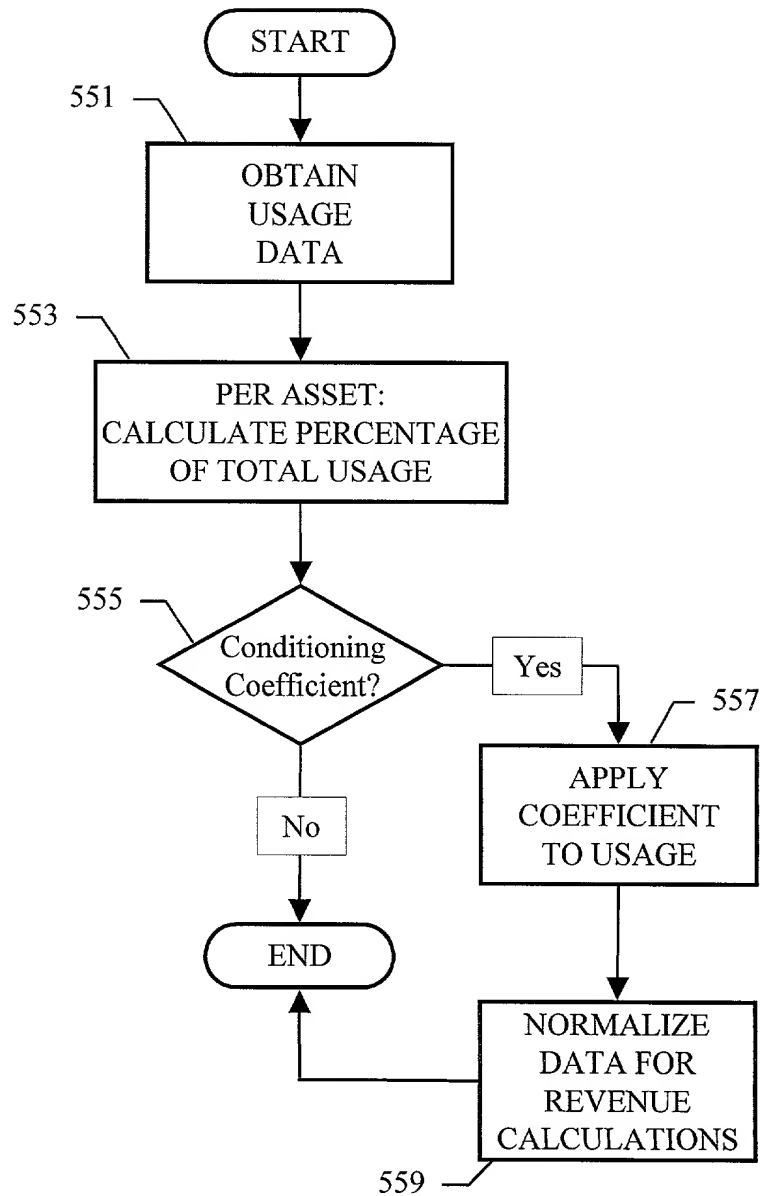 START
551
OBTAIN
USAGE
DATA
553
PER ASSET:
CALCULATE PERCENTAGE
OF TOTAL USAGE
555
Conditioning
Coefficient?
Yes
557
APPLY
COEFFICIENT
TO USAGE
No
END
NORMALIZE
DATA FOR
REVENUE
CALCULATIONS
559